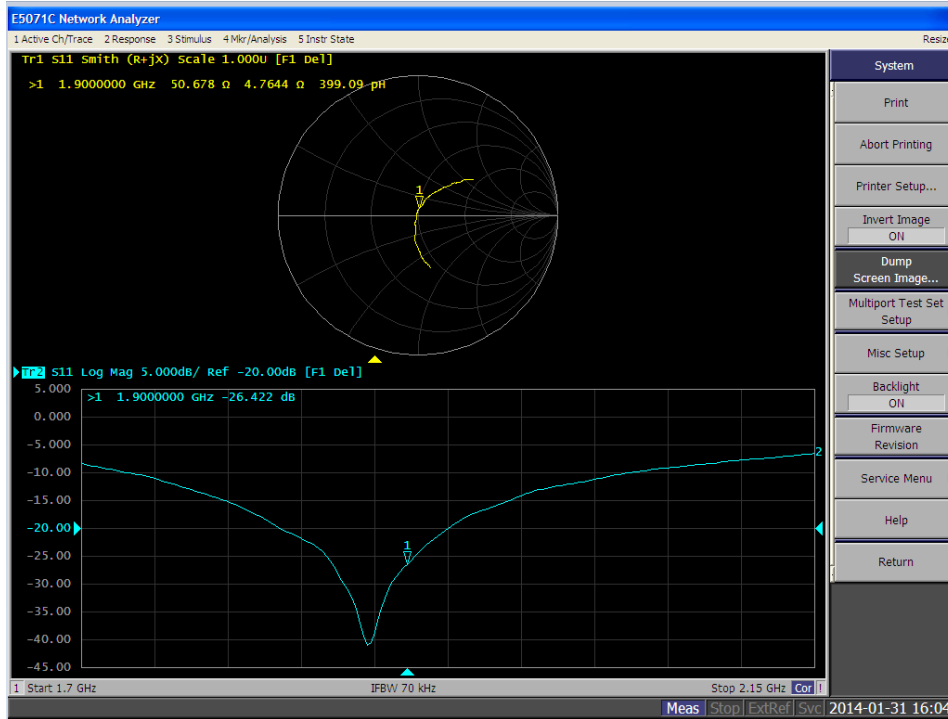 E5071C Network Analyzer
1 Active Ch/Trace 2 Response 3 Stimulus 4 Mkr/Analysis 5 Instr State
Resize
Tr1 S11 Smith (R+jX) Scale 1.000U [F1 Del]
>1 1.9000000 GHz 50.678 Ω 4.7644 Ω 399.09 pH
1
Tr2 S11 Log Mag 5.000dB/ Ref -20.00dB [F1 Del]
>1 1.9000000 GHz -26.422 dB
5.000
0.000
-5.000
-10.00
-15.00
-20.00
-25.00
-30.00
-35.00
-40.00
-45.00
2
1
1 Start 1.7 GHz IFBW 70 kHz Stop 2.15 GHz Cor !
Meas Stop ExtRef Svc 2014-01-31 16:04
System
Print
Abort Printing
Printer Setup...
Invert Image
ON
Dump
Screen Image...
Multiport Test Set
Setup
Misc Setup
Backlight
ON
Firmware
Revision
Service Menu
Help
Return